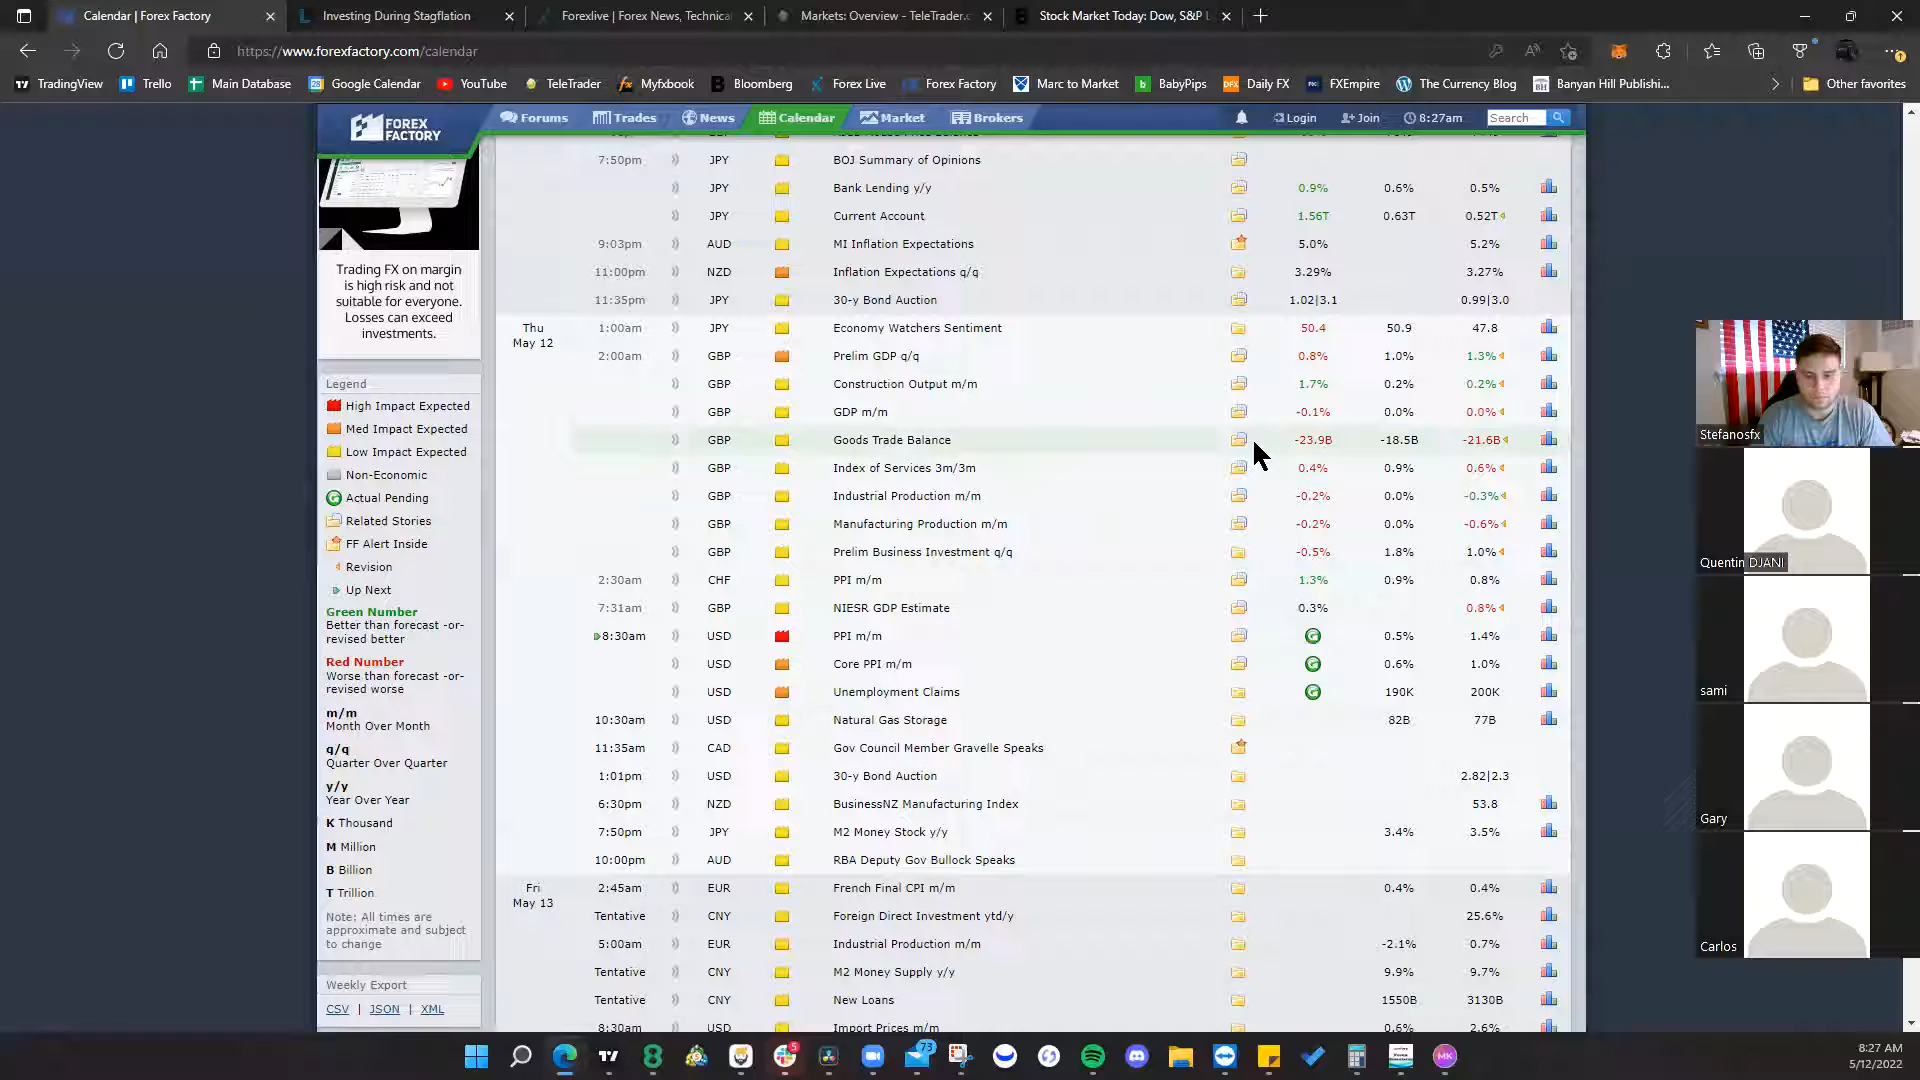 Calendar | Forex Factory
Investing During Stagflation
Forexlive | Forex News, Technica
Markets: Overview - TeleTrader.c
Stock Market Today: Dow, S&P L
https://www.forexfactory.com/calendar
TradingView Trello Main Database Google Calendar YouTube TeleTrader Myfxbook Bloomberg Forex Live Forex Factory Marc to Market BabyPips Daily FX FXEmpire The Currency Blog Banyan Hill Publishi... Other favorites
FOREX FACTORY
Forums Trades News Calendar Market Brokers Login Join 8:27am Search
7:50pm JPY BOJ Summary of Opinions
JPY Bank Lending y/y 0.9% 0.6% 0.5%
JPY Current Account 1.56T 0.63T 0.52T
9:03pm AUD MI Inflation Expectations 5.0% 5.2%
11:00pm NZD Inflation Expectations q/q 3.29% 3.27%
11:35pm JPY 30-y Bond Auction 1.02|3.1 0.99|3.0
Thu May 12 1:00am JPY Economy Watchers Sentiment 50.4 50.9 47.8
2:00am GBP Prelim GDP q/q 0.8% 1.0% 1.3%
GBP Construction Output m/m 1.7% 0.2% 0.2%
GBP GDP m/m -0.1% 0.0% 0.0%
GBP Goods Trade Balance -23.9B -18.5B -21.6B
GBP Index of Services 3m/3m 0.4% 0.9% 0.6%
GBP Industrial Production m/m -0.2% 0.0% -0.3%
GBP Manufacturing Production m/m -0.2% 0.0% -0.6%
GBP Prelim Business Investment q/q -0.5% 1.8% 1.0%
2:30am CHF PPI m/m 1.3% 0.9% 0.8%
7:31am GBP NIESR GDP Estimate 0.3% 0.8%
8:30am USD PPI m/m 0.5% 1.4%
USD Core PPI m/m 0.6% 1.0%
USD Unemployment Claims 190K 200K
10:30am USD Natural Gas Storage 82B 77B
11:35am CAD Gov Council Member Gravelle Speaks
1:01pm USD 30-y Bond Auction 2.82|2.3
6:30pm NZD BusinessNZ Manufacturing Index 53.8
7:50pm JPY M2 Money Stock y/y 3.4% 3.5%
10:00pm AUD RBA Deputy Gov Bullock Speaks
Fri May 13 2:45am EUR French Final CPI m/m 0.4% 0.4%
Tentative CNY Foreign Direct Investment ytd/y 25.6%
5:00am EUR Industrial Production m/m -2.1% 0.7%
Tentative CNY M2 Money Supply y/y 9.9% 9.7%
Tentative CNY New Loans 1550B 3130B
8:30am USD Import Prices m/m 0.6% 2.6%
Trading FX on margin
is high risk and not
suitable for everyone.
Losses can exceed
investments.
Legend
High Impact Expected
Med Impact Expected
Low Impact Expected
Non-Economic
Actual Pending
Related Stories
FF Alert Inside
Revision
Up Next
Green Number
Better than forecast -or-
revised better
Red Number
Worse than forecast -or-
revised worse
m/m
Month Over Month
q/q
Quarter Over Quarter
y/y
Year Over Year
K Thousand
M Million
B Billion
T Trillion
Note: All times are
approximate and subject
to change
Weekly Export
CSV | JSON | XML
Stefanosfx
Quentin DJANI
sami
Gary
Carlos
5
73
MK
8:27 AM
5/12/2022